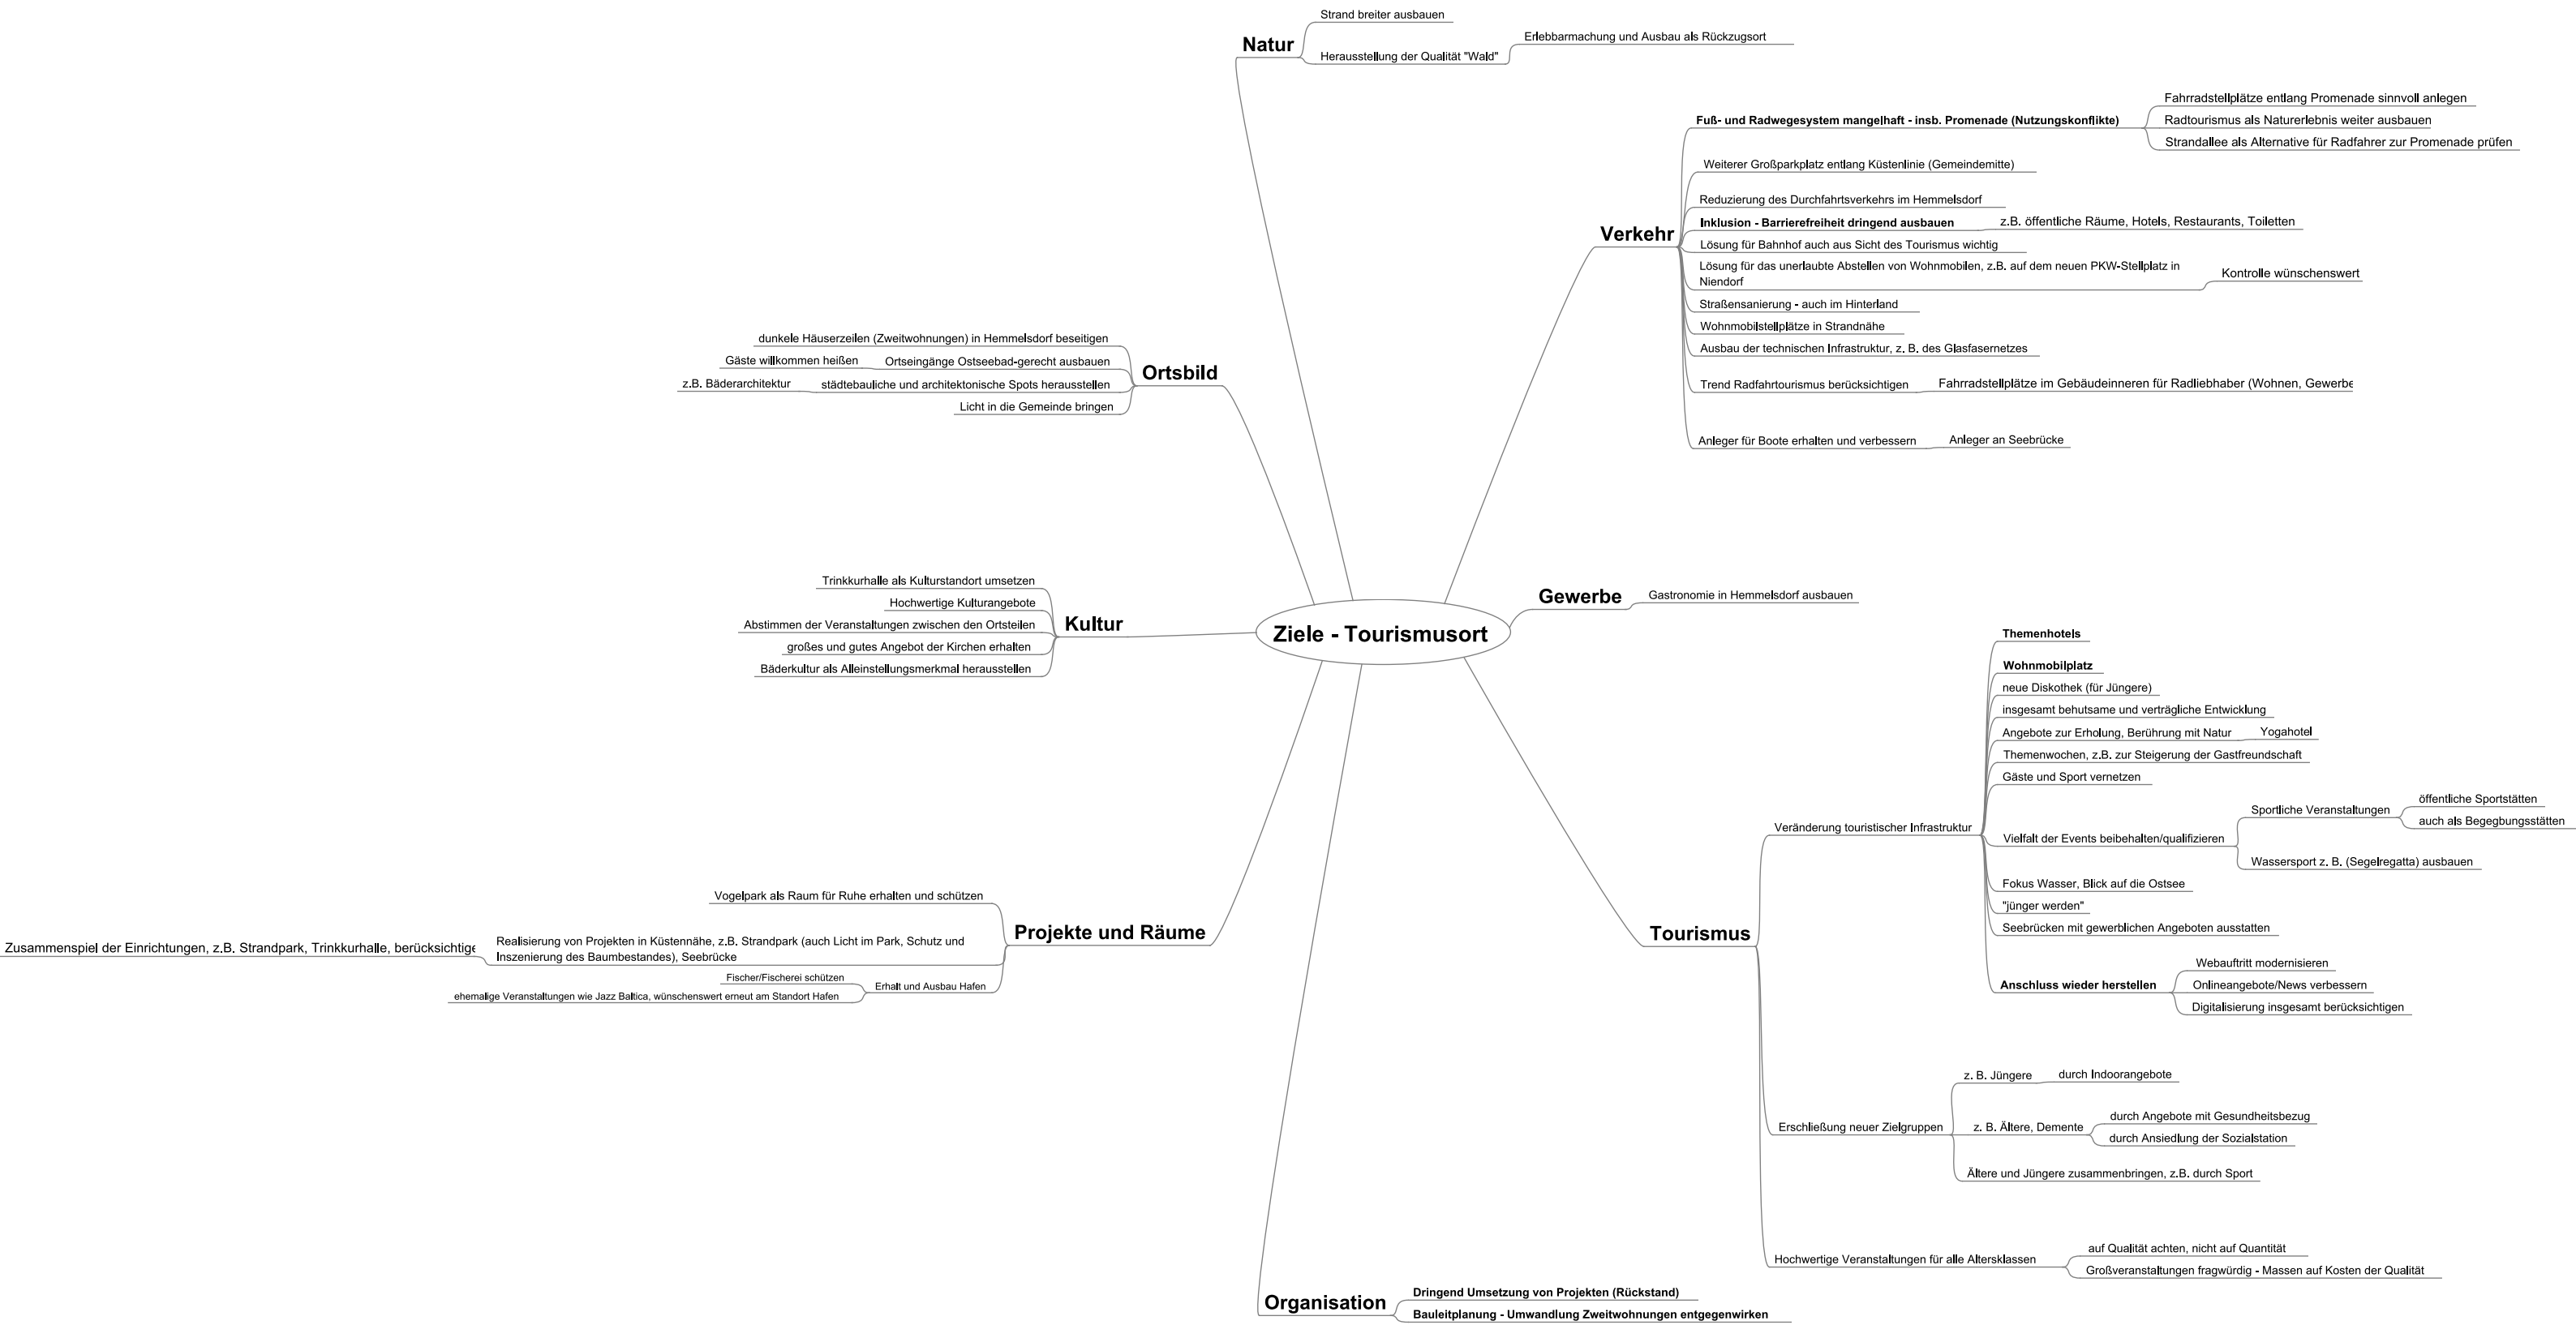 Ziele - Tourismusort
Natur
Strand breiter ausbauen
Herausstellung der Qualität "Wald"
Erlebbarmachung und Ausbau als Rückzugsort
Verkehr
Fuß- und Radwegesystem mangelhaft - insb. Promenade (Nutzungskonflikte)
Fahrradstellplätze entlang Promenade sinnvoll anlegen
Radtourismus als Naturerlebnis weiter ausbauen
Strandallee als Alternative für Radfahrer zur Promenade prüfen
Weiterer Großparkplatz entlang Küstenlinie (Gemeindemitte)
Reduzierung des Durchfahrtsverkehrs im Hemmelsdorf
Inklusion - Barrierefreiheit dringend ausbauen
z.B. öffentliche Räume, Hotels, Restaurants, Toiletten
Lösung für Bahnhof auch aus Sicht des Tourismus wichtig
Lösung für das unerlaubte Abstellen von Wohnmobilen, z.B. auf dem neuen PKW-Stellplatz in
Niendorf
Kontrolle wünschenswert
Straßensanierung - auch im Hinterland
Wohnmobilstellplätze in Strandnähe
Ausbau der technischen Infrastruktur, z. B. des Glasfasernetzes
Trend Radfahrtourismus berücksichtigen
Fahrradstellplätze im Gebäudeinneren für Radliebhaber (Wohnen, Gewerbe
Anleger für Boote erhalten und verbessern
Anleger an Seebrücke
Gewerbe
Gastronomie in Hemmelsdorf ausbauen
Tourismus
Veränderung touristischer Infrastruktur
Themenhotels
Wohnmobilplatz
neue Diskothek (für Jüngere)
insgesamt behutsame und verträgliche Entwicklung
Angebote zur Erholung, Berührung mit Natur
Yogahotel
Themenwochen, z.B. zur Steigerung der Gastfreundschaft
Gäste und Sport vernetzen
Vielfalt der Events beibehalten/qualifizieren
Sportliche Veranstaltungen
öffentliche Sportstätten
auch als Begegbungsstätten
Wassersport z. B. (Segelregatta) ausbauen
Fokus Wasser, Blick auf die Ostsee
"jünger werden"
Seebrücken mit gewerblichen Angeboten ausstatten
Anschluss wieder herstellen
Webauftritt modernisieren
Onlineangebote/News verbessern
Digitalisierung insgesamt berücksichtigen
Erschließung neuer Zielgruppen
z. B. Jüngere
durch Indoorangebote
z. B. Ältere, Demente
durch Angebote mit Gesundheitsbezug
durch Ansiedlung der Sozialstation
Ältere und Jüngere zusammenbringen, z.B. durch Sport
Hochwertige Veranstaltungen für alle Altersklassen
auf Qualität achten, nicht auf Quantität
Großveranstaltungen fragwürdig - Massen auf Kosten der Qualität
Organisation
Dringend Umsetzung von Projekten (Rückstand)
Bauleitplanung - Umwandlung Zweitwohnungen entgegenwirken
Projekte und Räume
Vogelpark als Raum für Ruhe erhalten und schützen
Realisierung von Projekten in Küstennähe, z.B. Strandpark (auch Licht im Park, Schutz und
Inszenierung des Baumbestandes), Seebrücke
Zusammenspiel der Einrichtungen, z.B. Strandpark, Trinkkurhalle, berücksichtige
Erhalt und Ausbau Hafen
Fischer/Fischerei schützen
ehemalige Veranstaltungen wie Jazz Baltica, wünschenswert erneut am Standort Hafen
Kultur
Trinkkurhalle als Kulturstandort umsetzen
Hochwertige Kulturangebote
Abstimmen der Veranstaltungen zwischen den Ortsteilen
großes und gutes Angebot der Kirchen erhalten
Bäderkultur als Alleinstellungsmerkmal herausstellen
Ortsbild
dunkele Häuserzeilen (Zweitwohnungen) in Hemmelsdorf beseitigen
Ortseingänge Ostseebad-gerecht ausbauen
Gäste willkommen heißen
städtebauliche und architektonische Spots herausstellen
z.B. Bäderarchitektur
Licht in die Gemeinde bringen